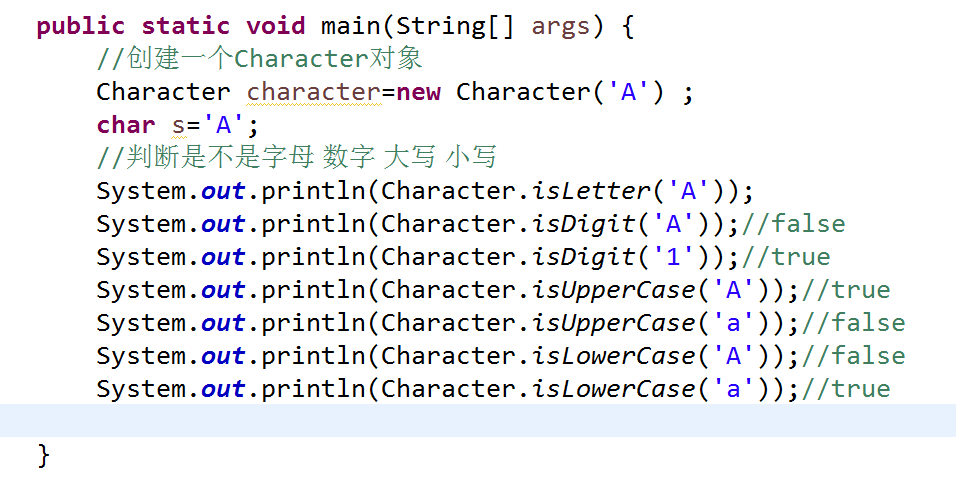 public static void main(String[] args) {
//创建一个Character对象
Character character=new Character('A') ;
char s='A';
//判断是不是字母 数字 大写 小写
System.out.println(Character.isLetter('A'));
System.out.println(Character.isDigit('A'));//false
System.out.println(Character.isDigit('1'));//true
System.out.println(Character.isUpperCase('A'));//true
System.out.println(Character.isUpperCase('a'));//false
System.out.println(Character.isLowerCase('A'));//false
System.out.println(Character.isLowerCase('a'));//true
}